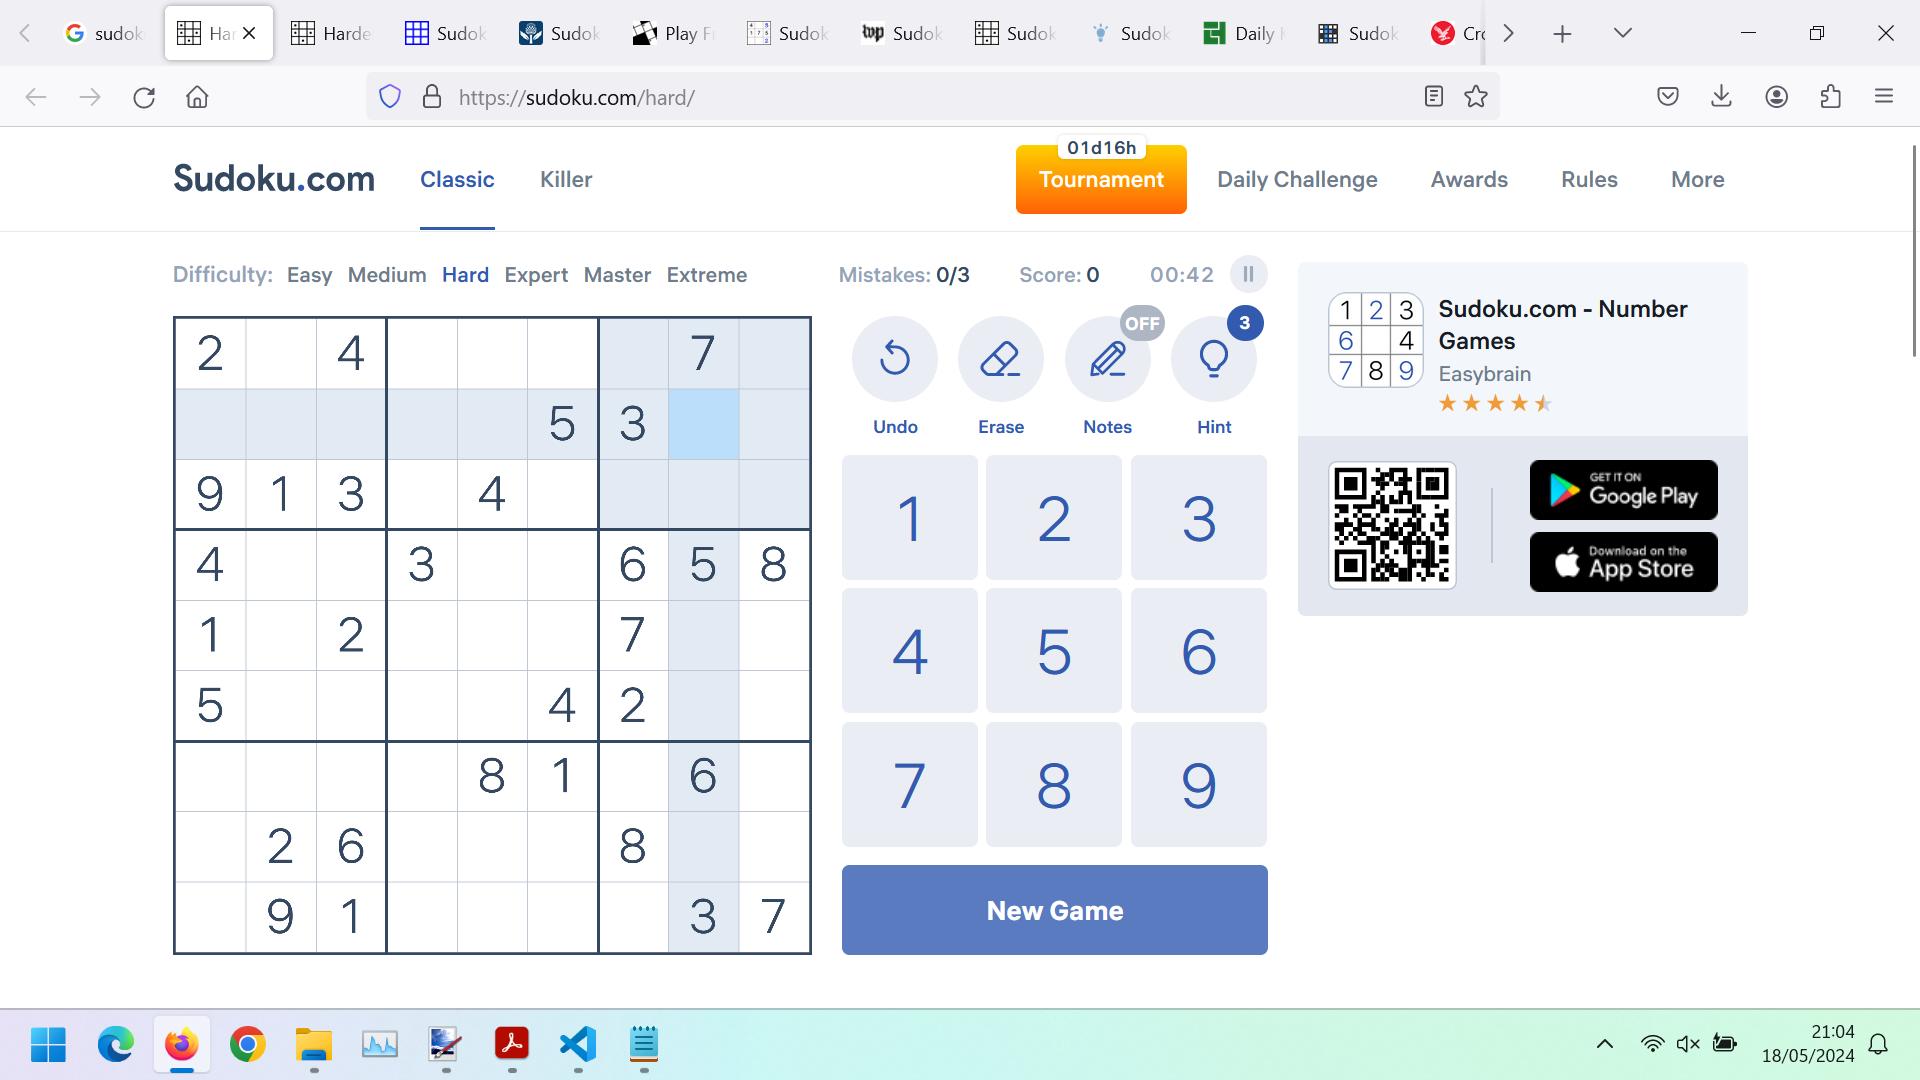 sudok
Har
Harde
Sudok
Sudok
Play F
Sudok
Sudok
Sudok
Sudok
Daily
Sudok
Cro
https://sudoku.com/hard/
Sudoku.com
Classic
Killer
01d16h
Tournament
Daily Challenge
Awards
Rules
More
Difficulty: Easy Medium Hard Expert Master Extreme
Mistakes: 0/3
Score: 0
00:42
2 4 7
5 3
9 1 3 4
4 3 6 5 8
1 2 7
5 4 2
8 1 6
2 6 8
9 1 3 7
OFF
3
Undo
Erase
Notes
Hint
1 2 3
4 5 6
7 8 9
New Game
1 2 3
6 4
7 8 9
Sudoku.com - Number
Games
Easybrain
GET IT ON
Google Play
Download on the
App Store
21:04
18/05/2024